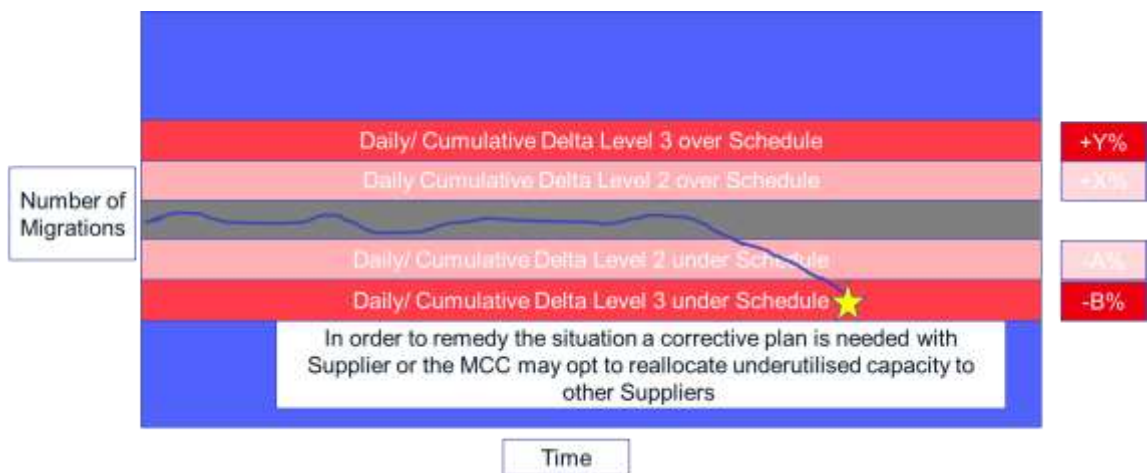 Daily/ Cumulative Delta Level 3 over Schedule
+Y%
Daily Cumulative Delta Level 2 over Schedule
+X%
Number of
Migrations
Daily/ Cumulative Delta Level 2 under Schedule
-A%
Daily/ Cumulative Delta Level 3 under Schedule
-B%
In order to remedy the situation a corrective plan is needed with
Supplier or the MCC may opt to reallocate underutilised capacity to
other Suppliers
Time